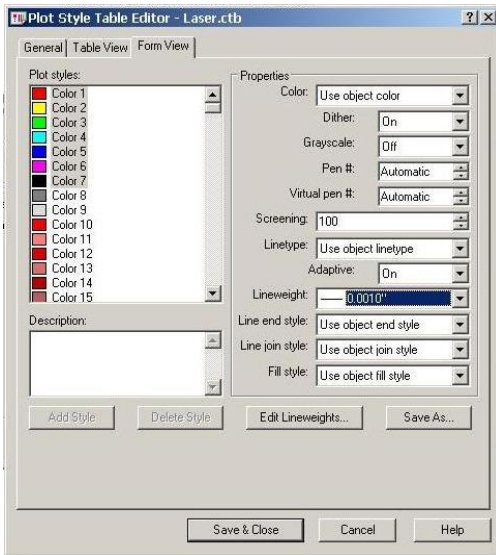 Plot Style Table Editor - Laser.ctb
General
Table View
Form View
Plot styles:
Color 1
Color 2
Color 3
Color 4
Color 5
Color 6
Color 7
Color 8
Color 9
Color 10
Color 11
Color 12
Color 13
Color 14
Color 15
Description:
Add Style
Delete Style
Properties
Color: Use object color
Dither: On
Grayscale: Off
Pen #: Automatic
Virtual pen #: Automatic
Screening: 100
Linetype: Use object linetype
Adaptive: On
Lineweight: 0.0010"
Line end style: Use object end style
Line join style: Use object join style
Fill style: Use object fill style
Edit Lineweights...
Save As...
Save & Close
Cancel
Help